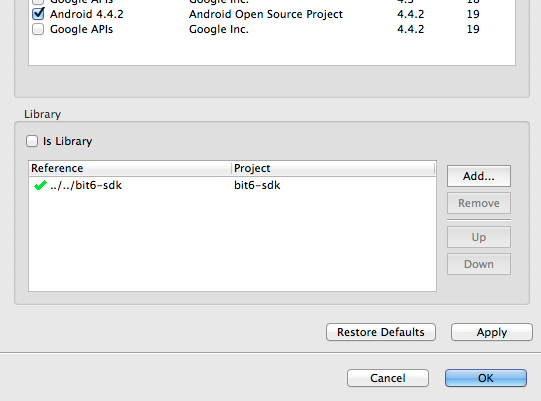 Google APIs Google Inc. 4.3 18
Android 4.4.2 Android Open Source Project 4.4.2 19
Google APIs Google Inc. 4.4.2 19
Library
Is Library
Reference Project
../../bit6-sdk bit6-sdk
Add...
Remove
Up
Down
Restore Defaults Apply
Cancel OK